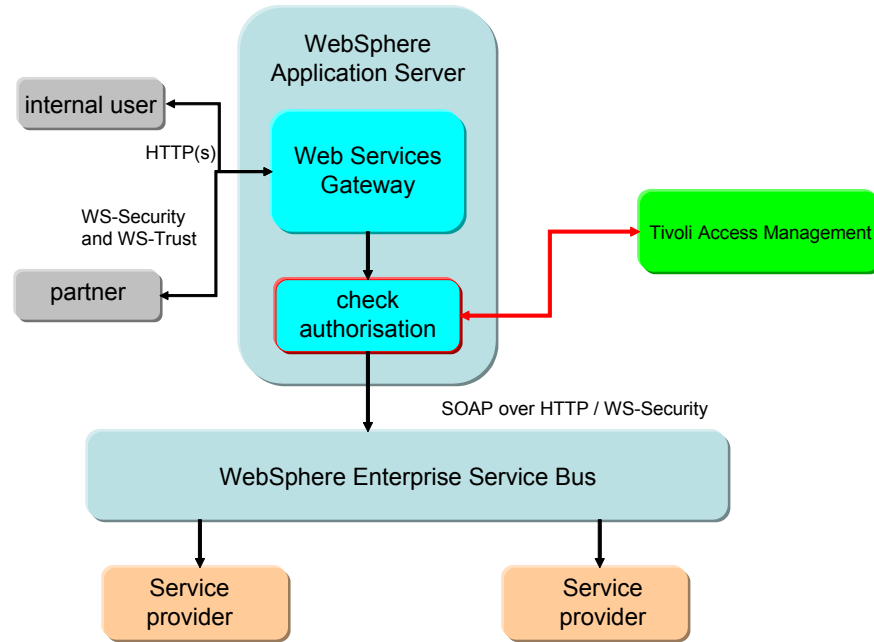 WebSphere
Application Server
internal user
HTTP(s)
Web Services
Gateway
WS-Security
and WS-Trust
Tivoli Access Management
partner
check
authorisation
SOAP over HTTP / WS-Security
WebSphere Enterprise Service Bus
Service
provider
Service
provider